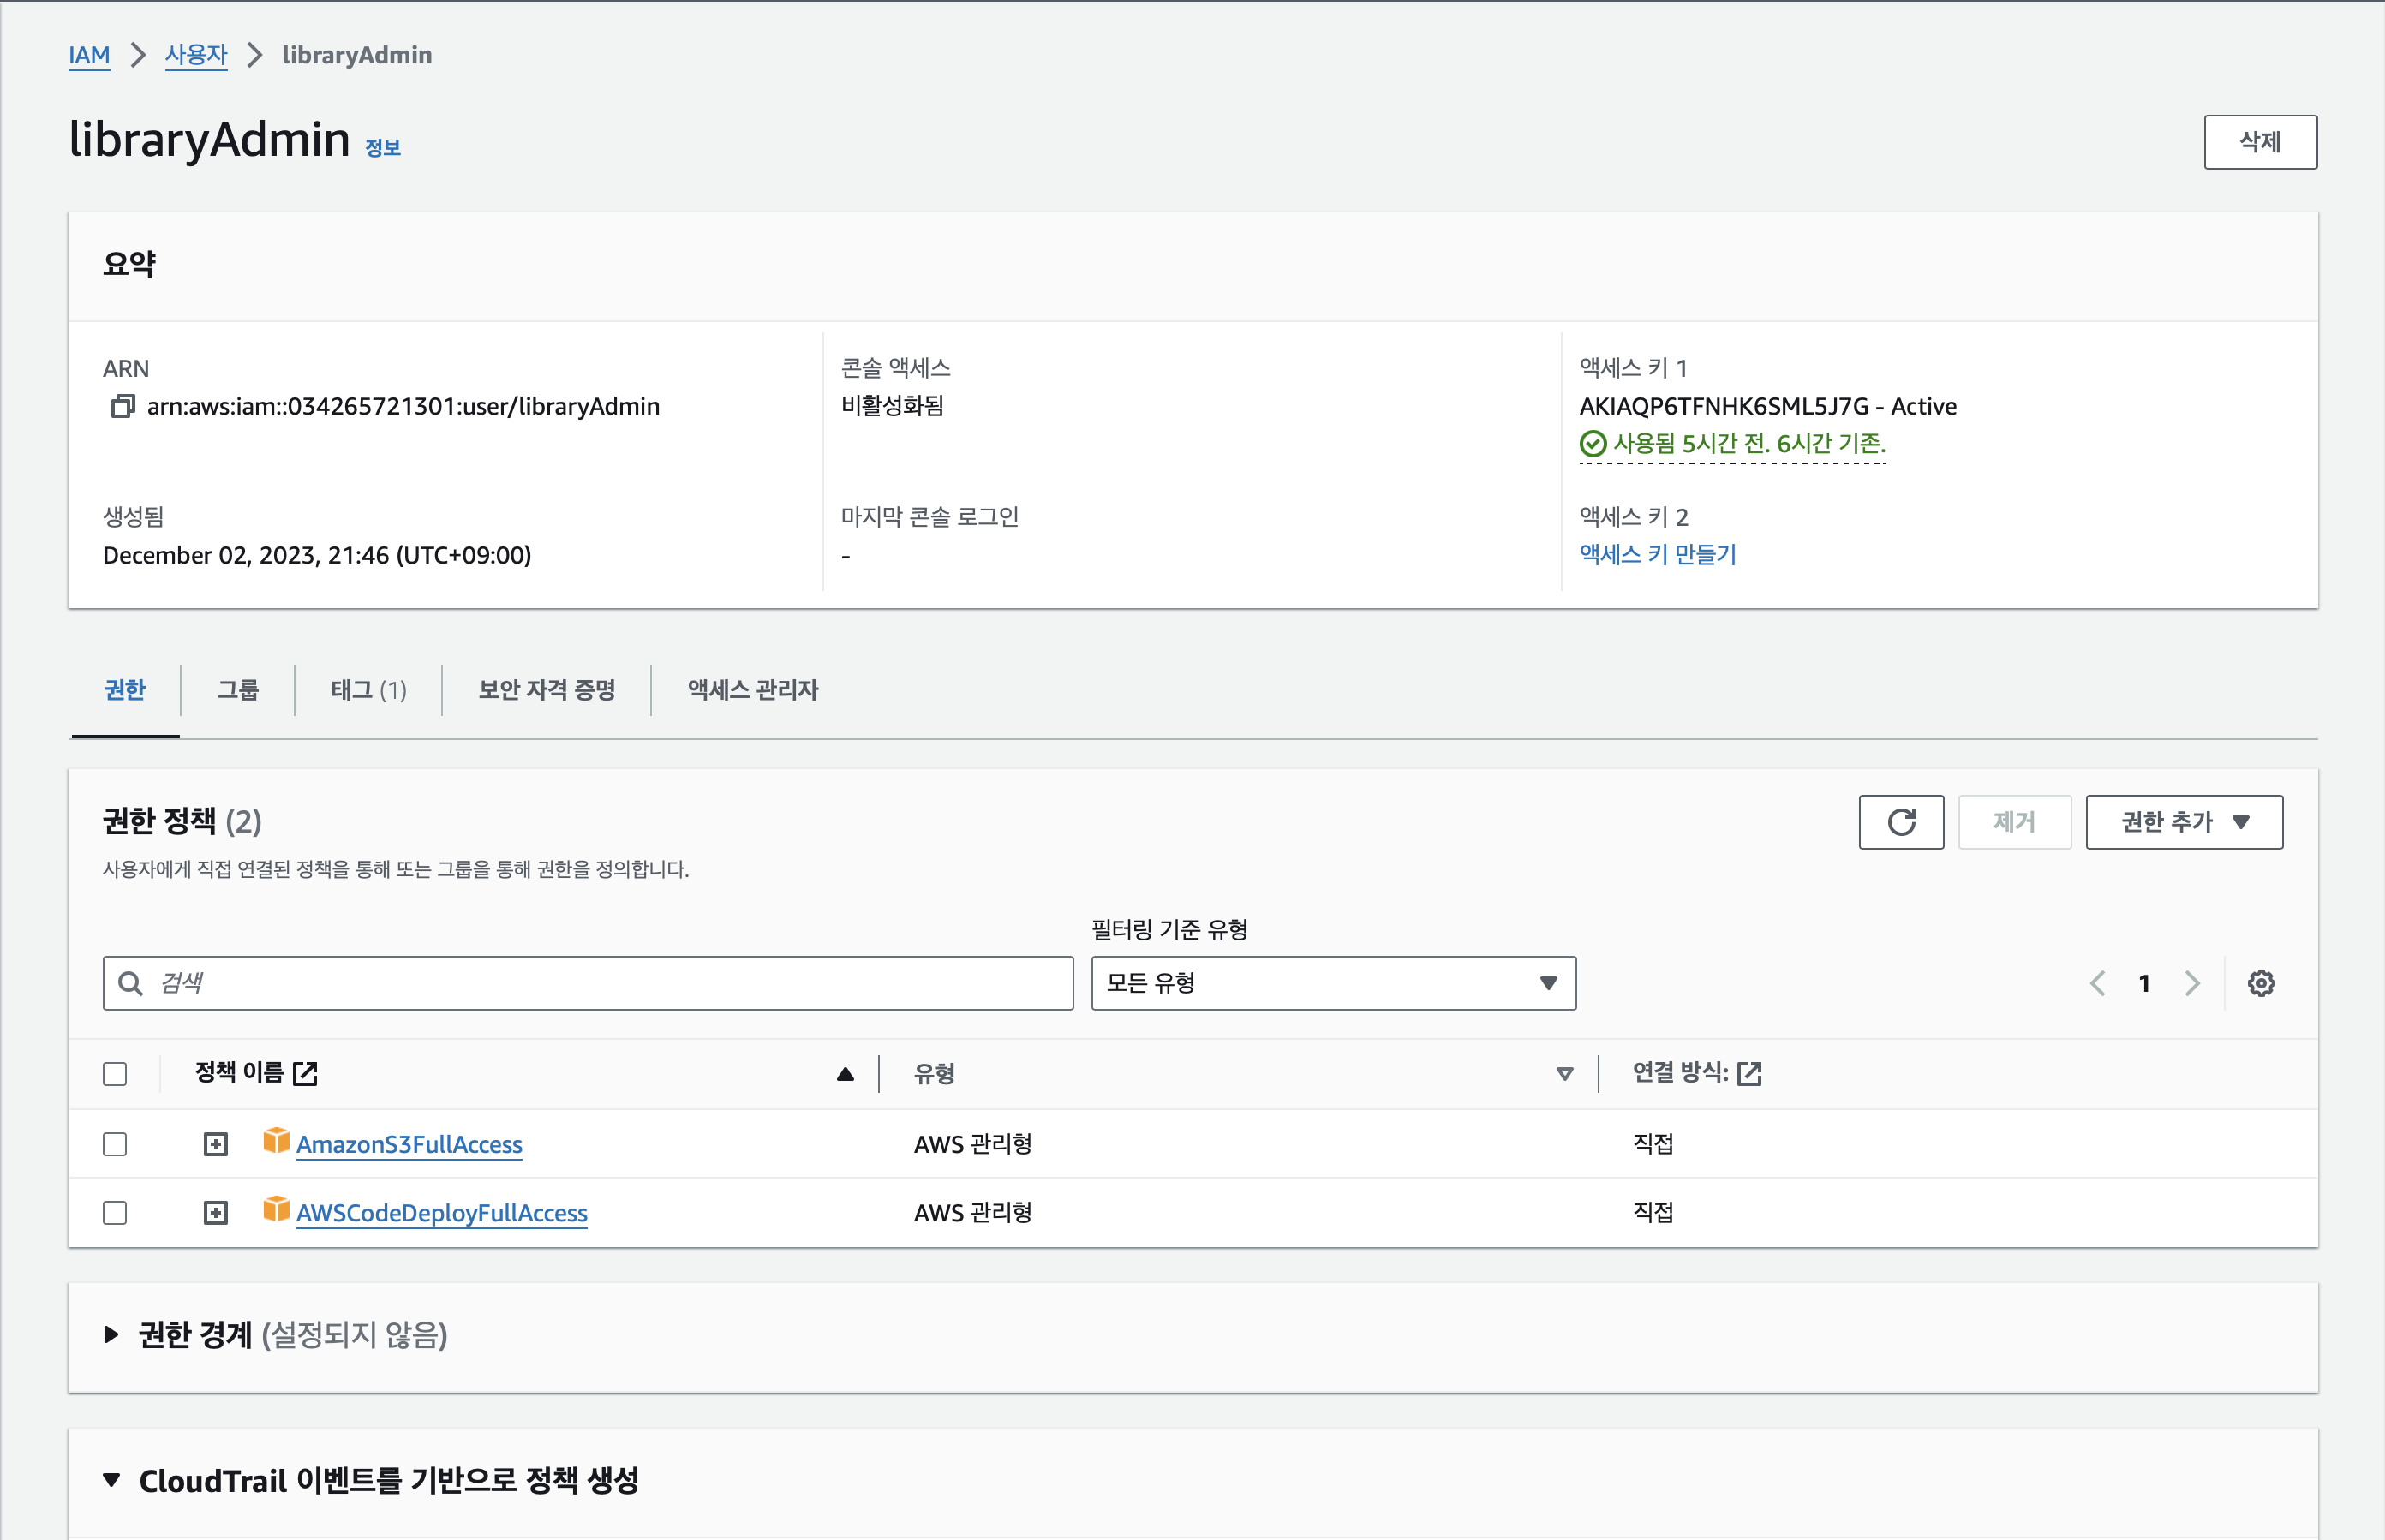 IAM > 사용자 > libraryAdmin
libraryAdmin 정보
삭제
요약
ARN
arn:aws:iam::034265721301:user/libraryAdmin
콘솔 액세스
비활성화됨
액세스 키 1
AKIAQP6TFNHK6SML5J7G - Active
사용됨 5시간 전. 6시간 기존.
생성됨
December 02, 2023, 21:46 (UTC+09:00)
마지막 콘솔 로그인
-
액세스 키 2
액세스 키 만들기
권한 그룹 태그 (1) 보안 자격 증명 액세스 관리자
권한 정책 (2)
제거 권한 추가
사용자에게 직접 연결된 정책을 통해 또는 그룹을 통해 권한을 정의합니다.
필터링 기준 유형
검색 모든 유형 1
정책 이름 유형 연결 방식:
AmazonS3FullAccess AWS 관리형 직접
AWSCodeDeployFullAccess AWS 관리형 직접
권한 경계 (설정되지 않음)
CloudTrail 이벤트를 기반으로 정책 생성